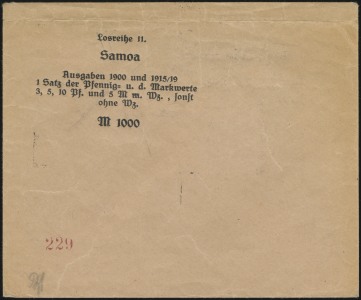 Losreihe 11.
Samoa
Ausgaben 1900 und 1915/19
1 Satz der Pfennig= u. d. Markwerte
3, 5, 10 Pf. und 5 M m. Wz. , sonst
ohne Wz.
M 1000
229